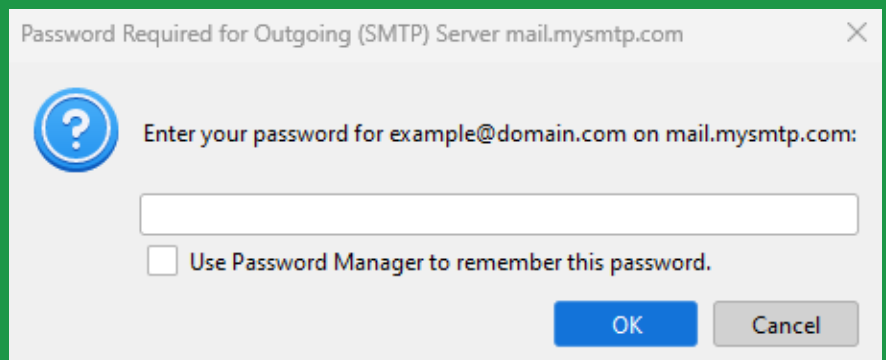 Password Required for Outgoing (SMTP) Server mail.mysmtp.com
Enter your password for example@domain.com on mail.mysmtp.com:
Use Password Manager to remember this password.
OK
Cancel